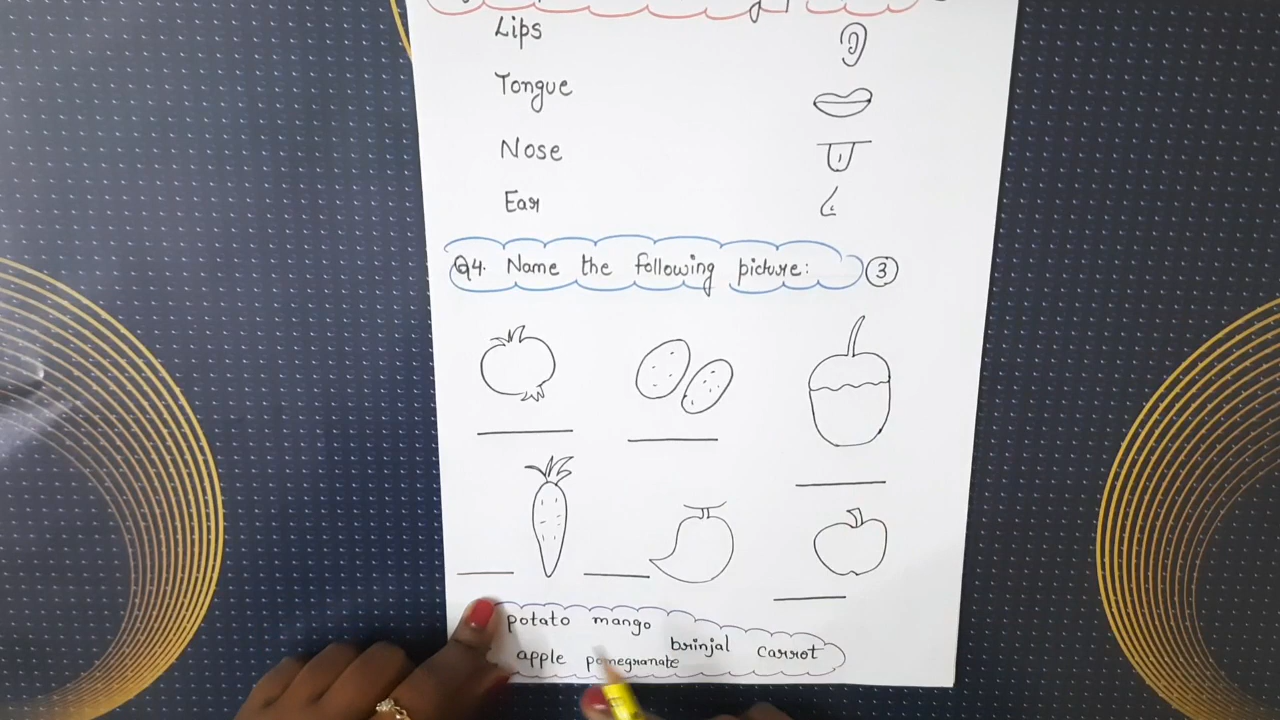 Lips
Tongue
Nose
Ear
Q4. Name the following picture: 3
potato mango
brinjal carrot
apple pomegranate